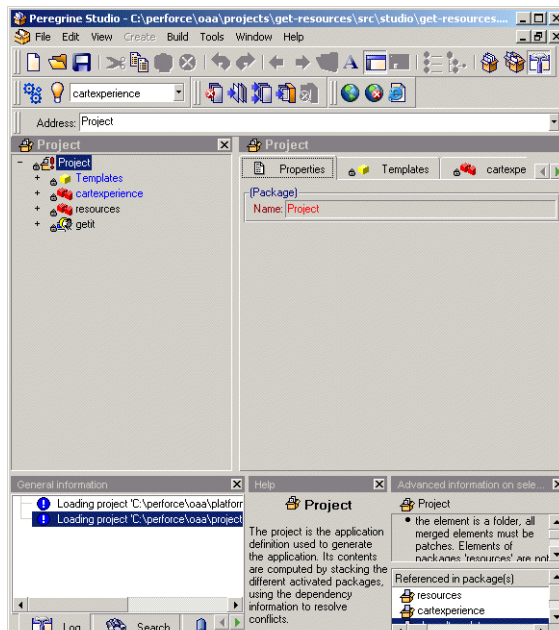 Peregrine Studio - C:/perforce/oaa/projects/get-resources/src/studio/get-resources....
File Edit View Create Build Tools Window Help
cartexperience
Address: Project
Project
Project
Templates
cartexperience
resources
getit
Project
Properties Templates cartexpe
(Package)
Name: Project
General information
Loading project 'C:\perforce\oaa\platforr
Loading project 'C:\perforce\oaa\project
Log Search
Help
Project
The project is the application
definition used to generate
the application. Its contents
are computed by stacking the
different activated packages,
using the dependency
information to resolve
conflicts.
Advanced information on sele...
Project
• the element is a folder, all
merged elements must be
patches. Elements of
packages 'resources' are not
Referenced in package(s)
resources
cartexperience